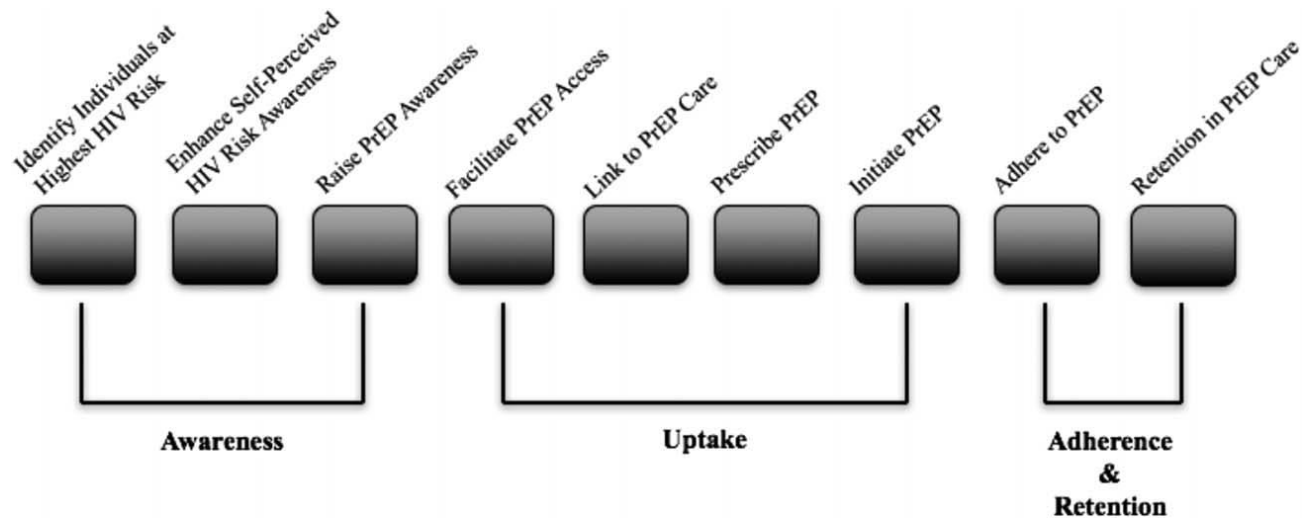 Identify Individuals at
Highest HIV Risk
Enhance Self-Perceived
HIV Risk Awareness
Raise PrEP Awareness
Facilitate PrEP Access
Link to PrEP Care
Prescribe PrEP
Initiate PrEP
Adhere to PrEP
Retention in PrEP Care
Awareness
Uptake
Adherence
&
Retention